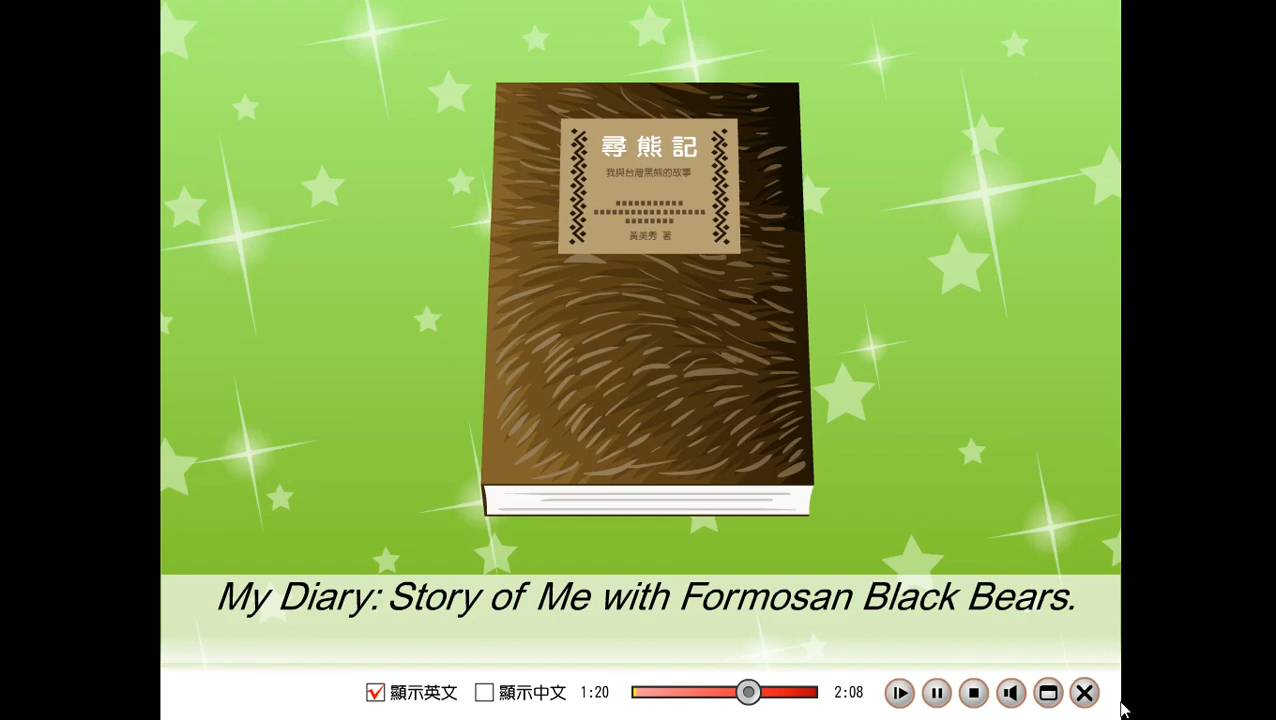 尋熊記
我與台灣黑熊的故事
黃美秀 著
My Diary: Story of Me with Formosan Black Bears.
顯示英文 顯示中文 1:20 2:08